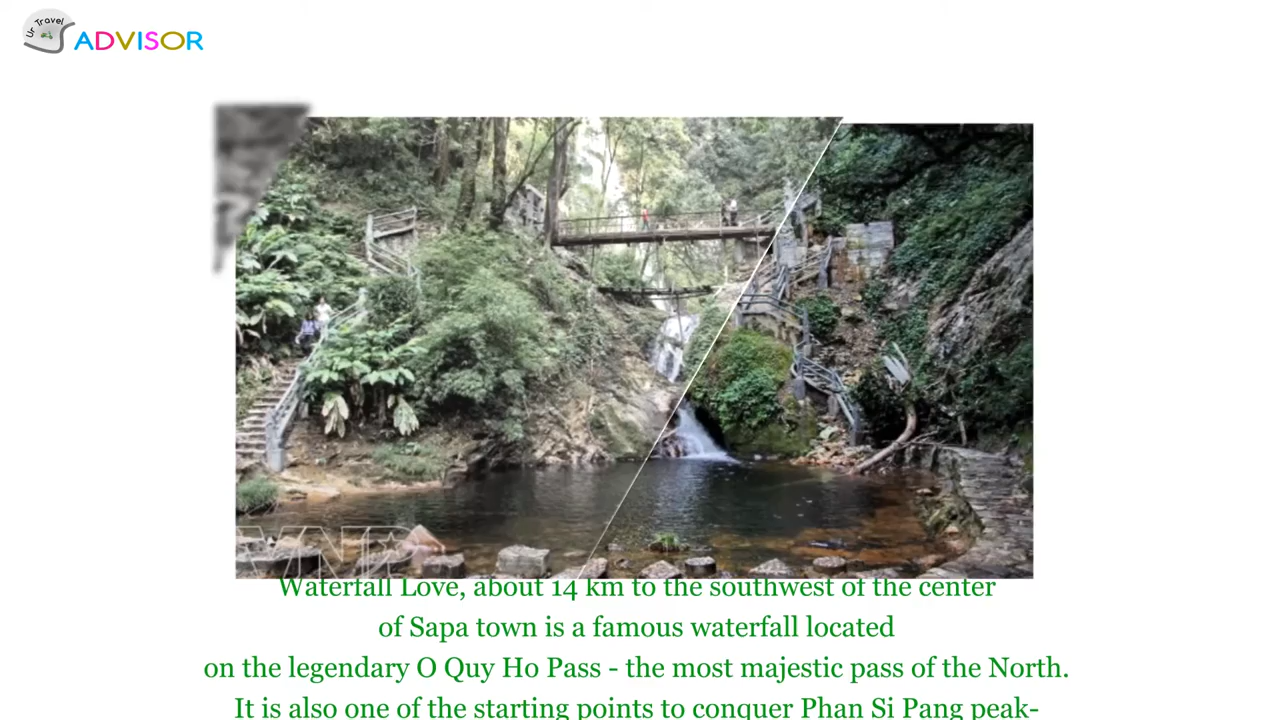 Ur Travel
ADVISOR
VNP
Waterfall Love, about 14 km to the southwest of the center
of Sapa town is a famous waterfall located
on the legendary O Quy Ho Pass - the most majestic pass of the North.
It is also one of the starting points to conquer Phan Si Pang peak-